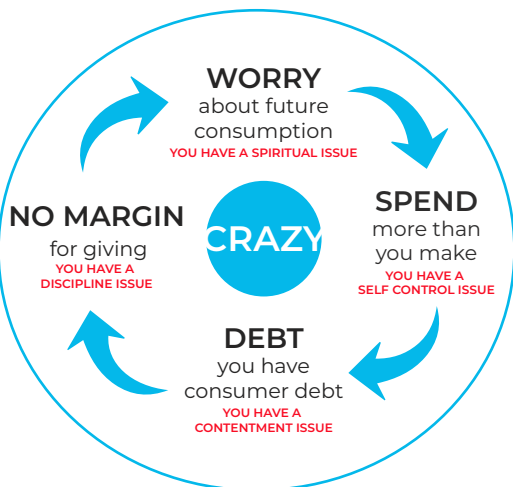 WORRY
about future
consumption
YOU HAVE A SPIRITUAL ISSUE
SPEND
more than
you make
YOU HAVE A
SELF CONTROL ISSUE
DEBT
you have
consumer debt
YOU HAVE A
CONTENTMENT ISSUE
NO MARGIN
for giving
YOU HAVE A
DISCIPLINE ISSUE
CRAZY